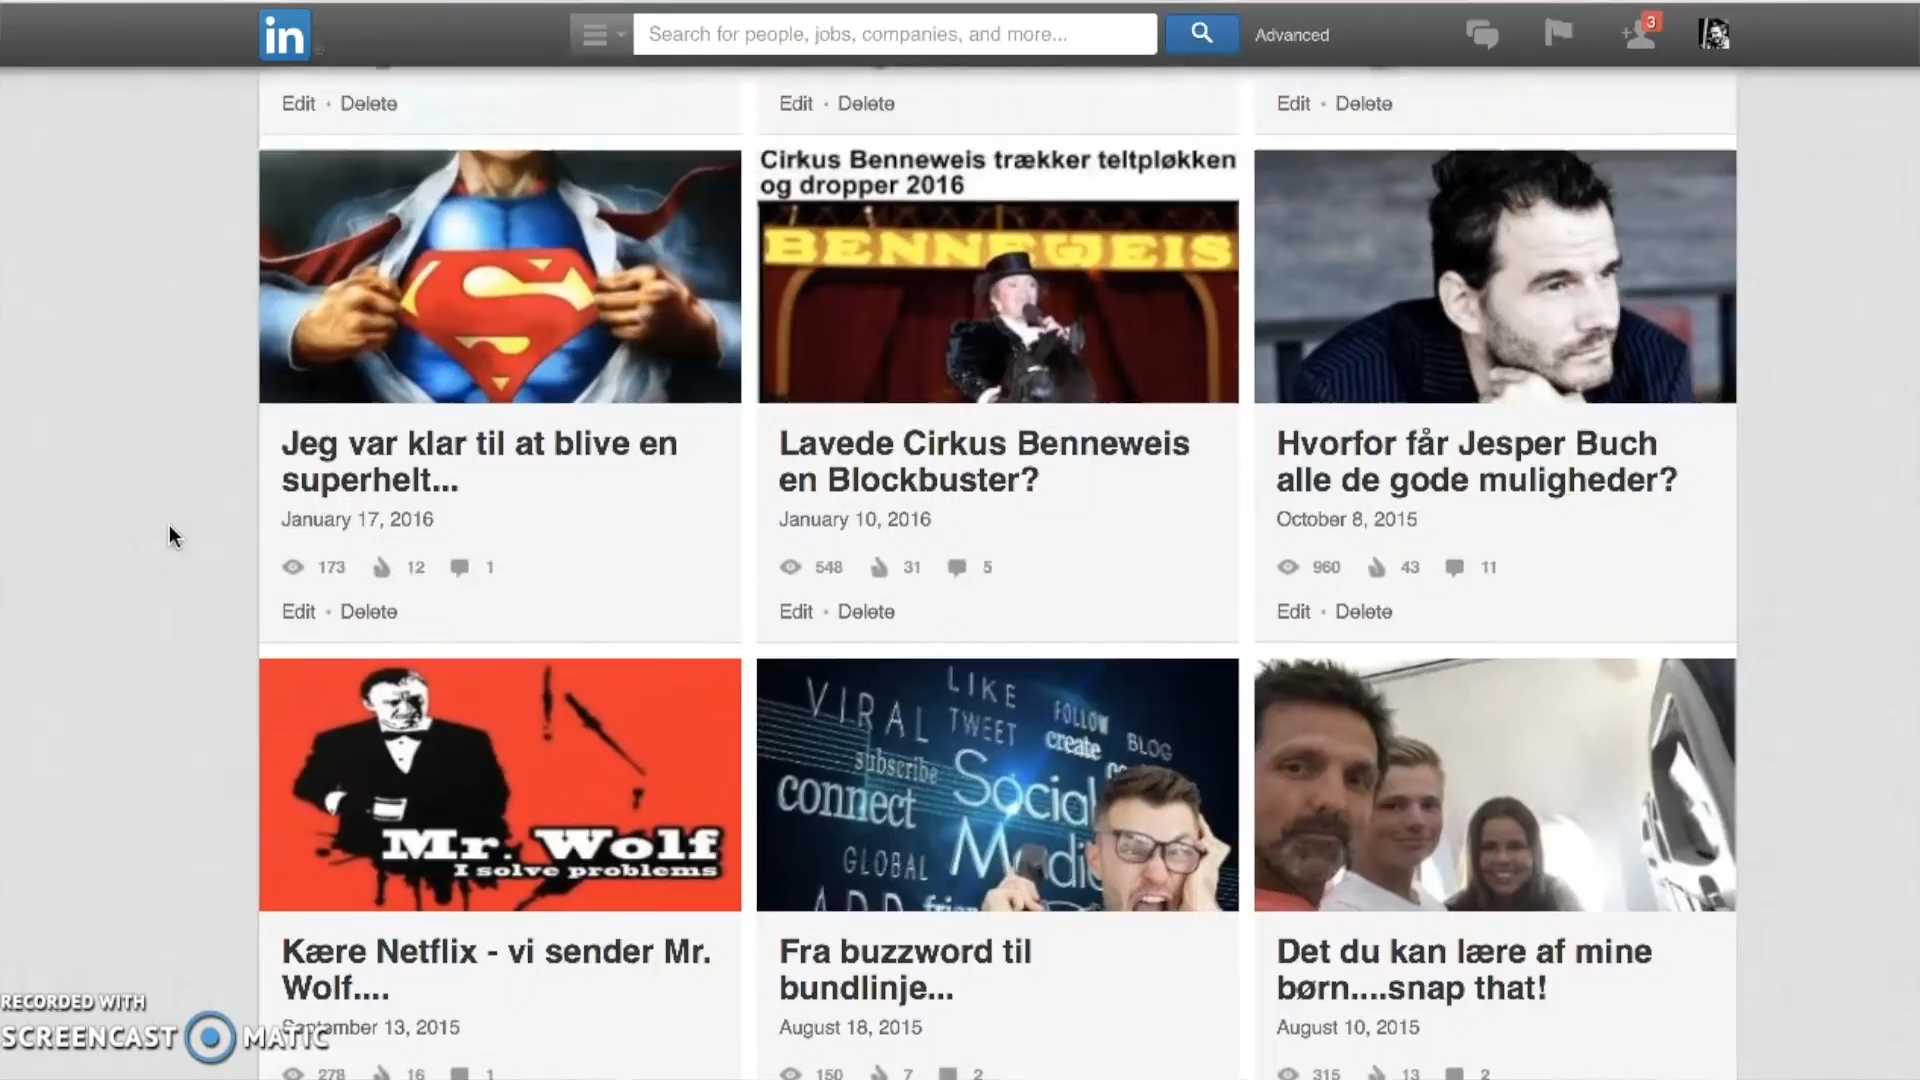 in
Search for people, jobs, companies, and more...
Advanced
3
Edit · Delete
Edit · Delete
Edit · Delete
Cirkus Benneweis trækker teltpløkken
og dropper 2016
BENNEWEIS
Jeg var klar til at blive en
superhelt...
January 17, 2016
173 12 1
Edit · Delete
Lavede Cirkus Benneweis
en Blockbuster?
January 10, 2016
548 31 5
Edit · Delete
Hvorfor får Jesper Buch
alle de gode muligheder?
October 8, 2015
960 43 11
Edit · Delete
Mr. Wolf
I solve problems
Kære Netflix - vi sender Mr.
Wolf....
September 13, 2015
278 16 1
LIKE
VIRAL TWEET FOLLOW
create BLOG
subscribe
connect Social
GLOBAL
Fra buzzword til
bundlinje...
August 18, 2015
150 7 2
Det du kan lære af mine
børn....snap that!
August 10, 2015
315 13 2
RECORDED WITH
SCREENCAST MATIC